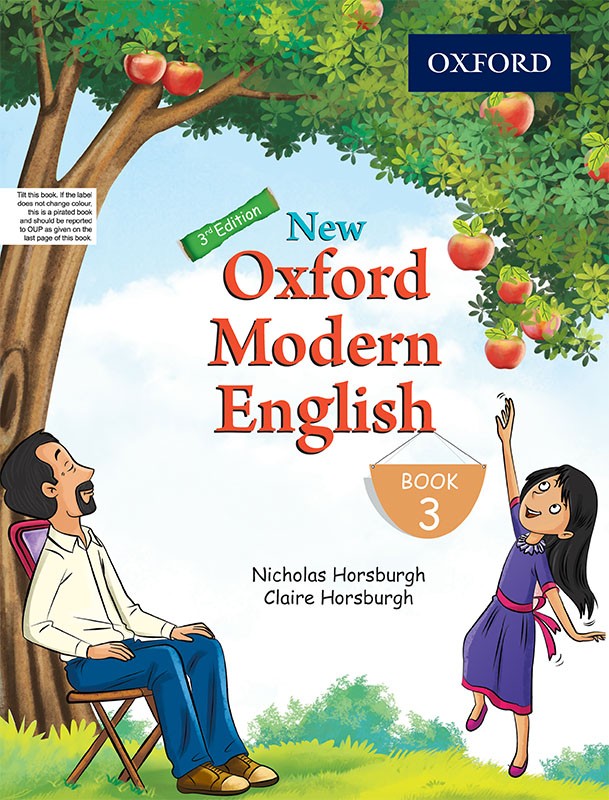 OXFORD
Tilt this book. If the label
does not change colour,
this is a pirated book
and should be reported
to OUP as given on the
last page of this book.
3rd Edition
New
Oxford
Modern
English
BOOK
3
Nicholas Horsburgh
Claire Horsburgh